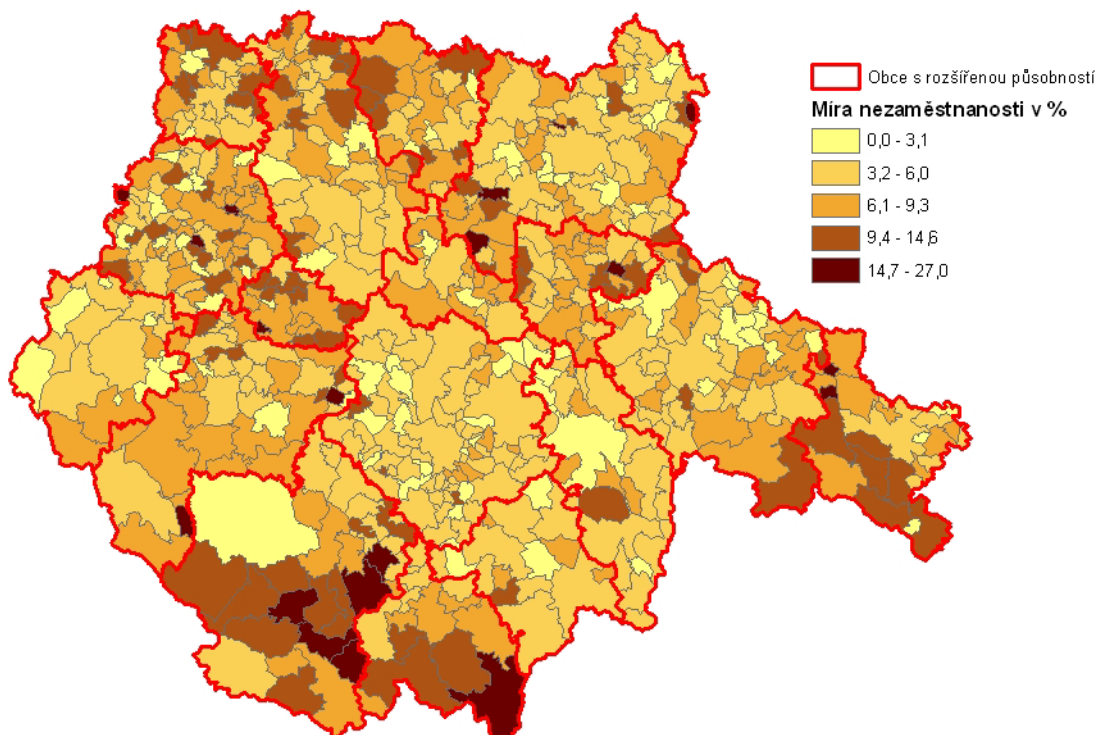 Obce s rozšířenou působností
Míra nezaměstnanosti v %
0,0 - 3,1
3,2 - 6,0
6,1 - 9,3
9,4 - 14,6
14,7 - 27,0